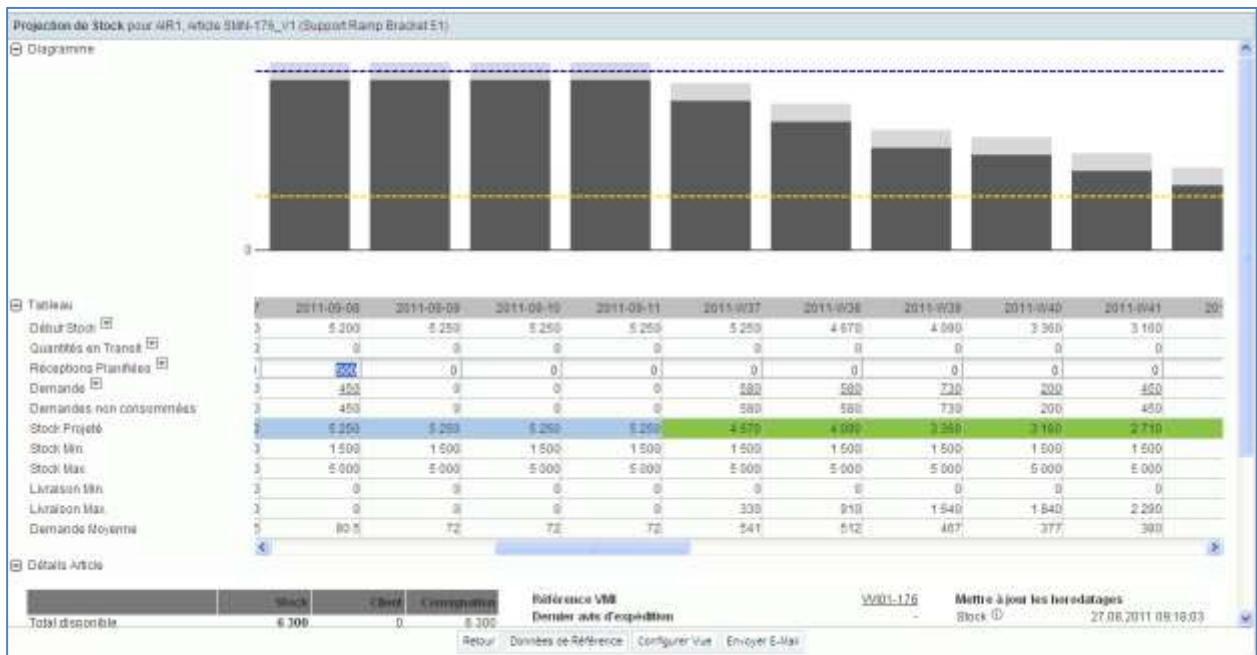 Projection de Stock pour AIR1, Article SMN-176_V1 (Support Ramp Bracket E1)
Diagramme
0
Tableau 7 2011-09-08 2011-09-09 2011-09-10 2011-09-11 2011-W37 2011-W38 2011-W39 2011-W40 2011-W41 20
Début Stock 5 200 5 250 5 250 5 250 5 250 4 670 4 090 3 360 3 160
Quantités en Transit 0 0 0 0 0 0 0 0 0
Réceptions Planifiées 500 0 0 0 0 0 0 0 0
Demande 450 0 0 0 580 580 730 200 450
Demandes non consommées 450 0 0 0 580 580 730 200 450
Stock Projeté 5 250 5 250 5 250 5 250 4 670 4 090 3 360 3 160 2 710
Stock Min. 1 500 1 500 1 500 1 500 1 500 1 500 1 500 1 500 1 500
Stock Max. 5 000 5 000 5 000 5 000 5 000 5 000 5 000 5 000 5 000
Livraison Min. 0 0 0 0 0 0 0 0 0
Livraison Max. 0 0 0 0 330 910 1 640 1 840 2 290
Demande Moyenne 80.5 72 72 72 541 512 467 377 380
Détails Article
Stock Client Consignation
Total disponible 6 300 0 6 300
Référence VMI VVI01-176
Dernier avis d'expédition -
Mettre à jour les horodatages
Stock 27.08.2011 09:18:03
Retour Données de Référence Configurer Vue Envoyer E-Mail